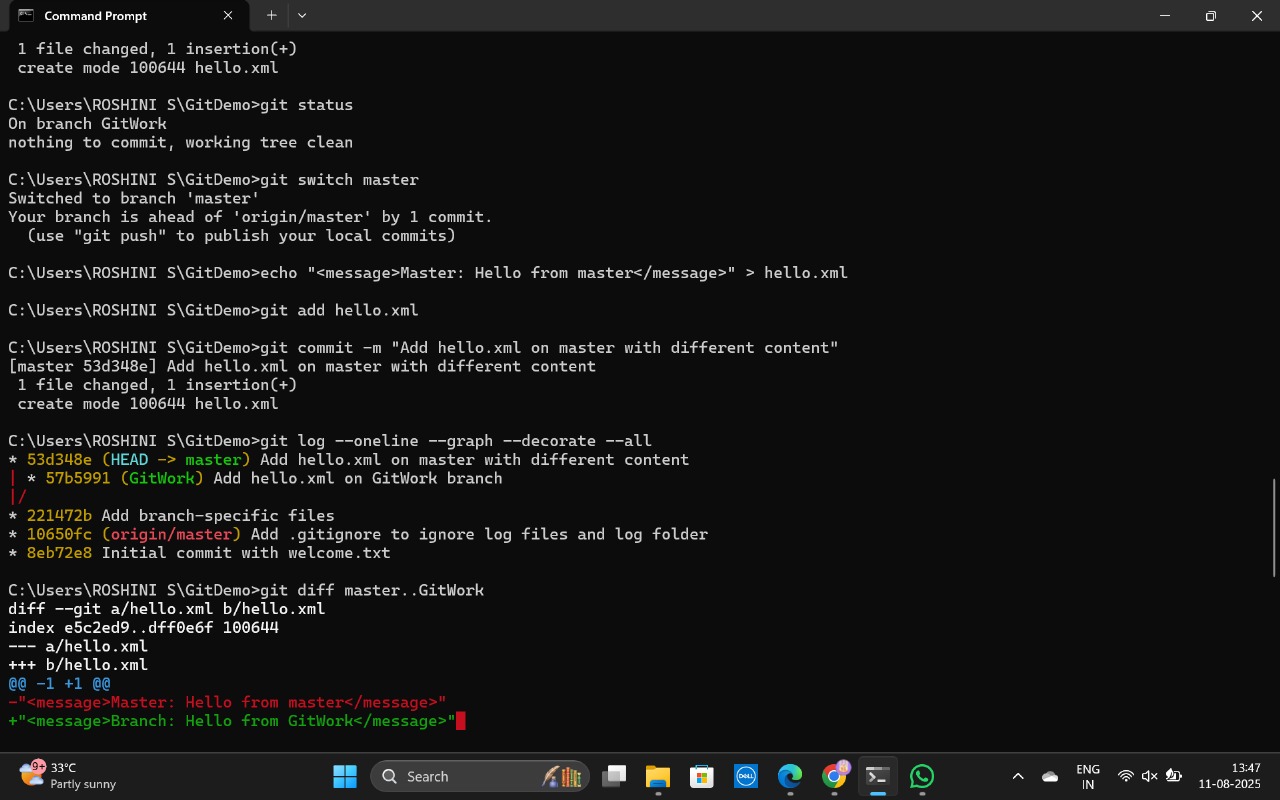 Command Prompt
 1 file changed, 1 insertion(+)
 create mode 100644 hello.xml
C:\Users\ROSHINI S\GitDemo>git status
On branch GitWork
nothing to commit, working tree clean
C:\Users\ROSHINI S\GitDemo>git switch master
Switched to branch 'master'
Your branch is ahead of 'origin/master' by 1 commit.
  (use "git push" to publish your local commits)
C:\Users\ROSHINI S\GitDemo>echo "<message>Master: Hello from master</message>" > hello.xml
C:\Users\ROSHINI S\GitDemo>git add hello.xml
C:\Users\ROSHINI S\GitDemo>git commit -m "Add hello.xml on master with different content"
[master 53d348e] Add hello.xml on master with different content
 1 file changed, 1 insertion(+)
 create mode 100644 hello.xml
C:\Users\ROSHINI S\GitDemo>git log --oneline --graph --decorate --all
* 53d348e (HEAD -> master) Add hello.xml on master with different content
| * 57b5991 (GitWork) Add hello.xml on GitWork branch
|/
* 221472b Add branch-specific files
* 10650fc (origin/master) Add .gitignore to ignore log files and log folder
* 8eb72e8 Initial commit with welcome.txt
C:\Users\ROSHINI S\GitDemo>git diff master..GitWork
diff --git a/hello.xml b/hello.xml
index e5c2ed9..dff0e6f 100644
--- a/hello.xml
+++ b/hello.xml
@@ -1 +1 @@
-"<message>Master: Hello from master</message>"
+"<message>Branch: Hello from GitWork</message>"
9+
33°C
Partly sunny
Search
DELL
ENG
IN
13:47
11-08-2025